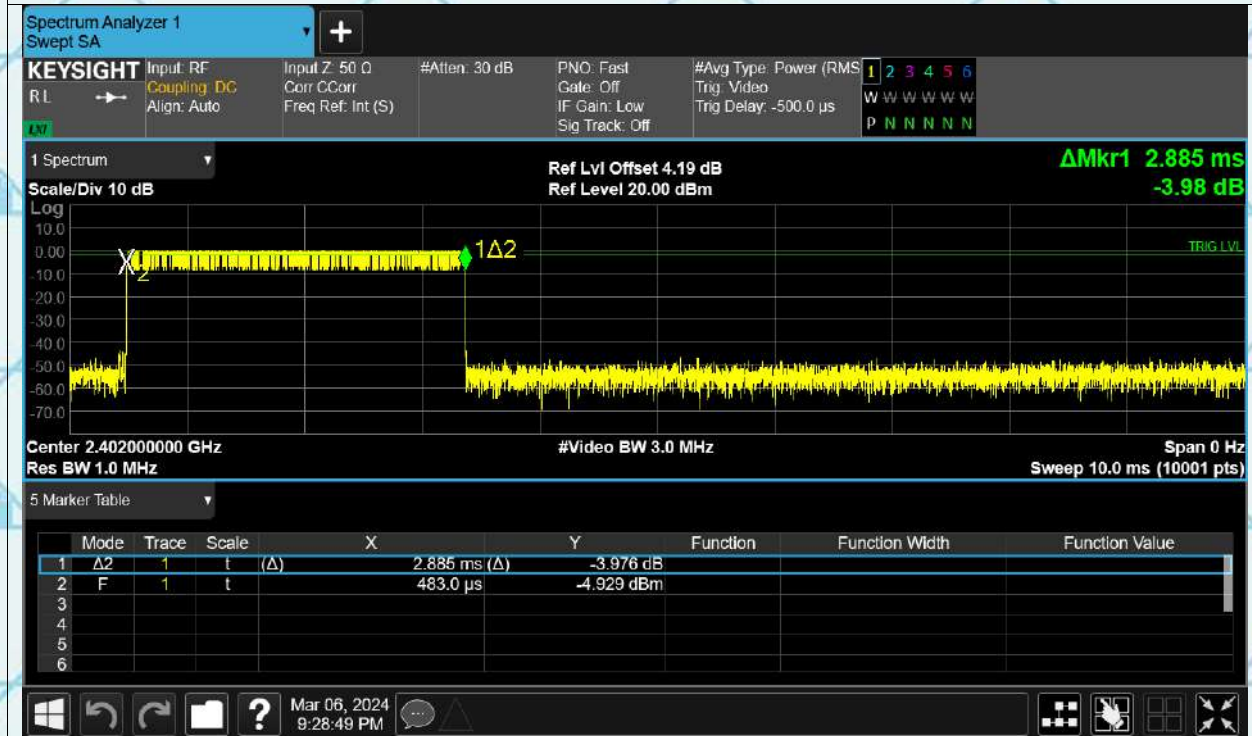 Spectrum Analyzer 1
Swept SA
+
KEYSIGHT Input: RF Input Z: 50 Ω #Atten: 30 dB PNO: Fast #Avg Type: Power (RMS 1 2 3 4 5 6
RL Coupling: DC Corr CCorr Gate: Off Trig: Video W W W W W W
Align: Auto Freq Ref: Int (S) IF Gain: Low Trig Delay: -500.0 µs P N N N N N
LXI Sig Track: Off
1 Spectrum Ref Lvl Offset 4.19 dB ΔMkr1 2.885 ms
Scale/Div 10 dB Ref Level 20.00 dBm -3.98 dB
Log
10.0
0.00 X 1Δ2 TRIG LVL
-10.0 2
-20.0
-30.0
-40.0
-50.0
-60.0
-70.0
Center 2.402000000 GHz #Video BW 3.0 MHz Span 0 Hz
Res BW 1.0 MHz Sweep 10.0 ms (10001 pts)
5 Marker Table
Mode Trace Scale X Y Function Function Width Function Value
1 Δ2 1 t (Δ) 2.885 ms (Δ) -3.976 dB
2 F 1 t 483.0 µs -4.929 dBm
3
4
5
6
? Mar 06, 2024
9:28:49 PM